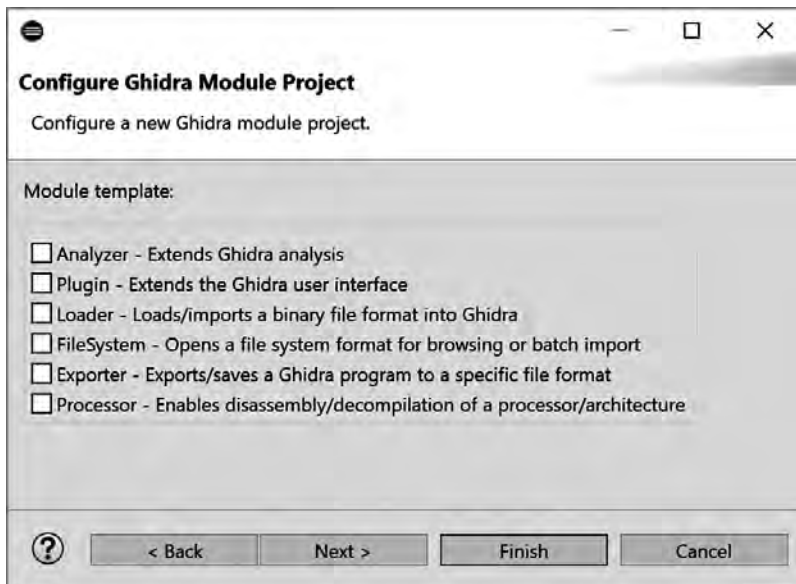 Configure Ghidra Module Project
Configure a new Ghidra module project.
Module template:
Analyzer - Extends Ghidra analysis
Plugin - Extends the Ghidra user interface
Loader - Loads/imports a binary file format into Ghidra
FileSystem - Opens a file system format for browsing or batch import
Exporter - Exports/saves a Ghidra program to a specific file format
Processor - Enables disassembly/decompilation of a processor/architecture
? < Back Next > Finish Cancel